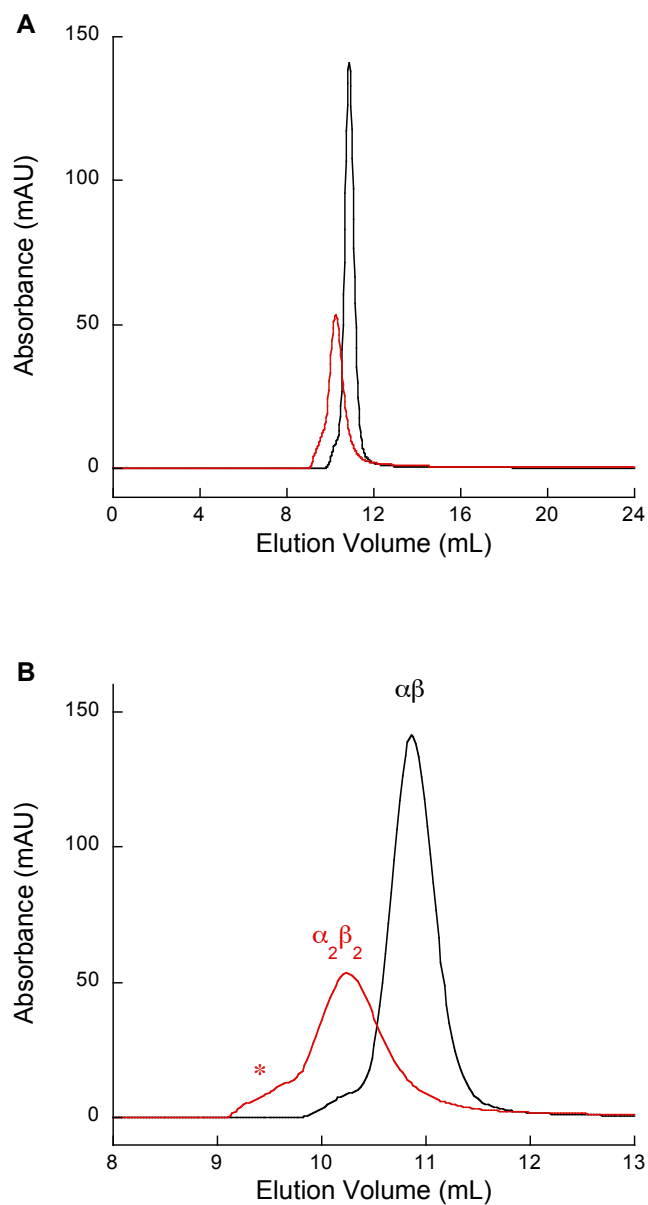 A
150
100
50
0
Absorbance (mAU)
0 4 8 12 16 20 24
Elution Volume (mL)
B
αβ
150
100
50
0
Absorbance (mAU)
α₂β₂
*
8 9 10 11 12 13
Elution Volume (mL)